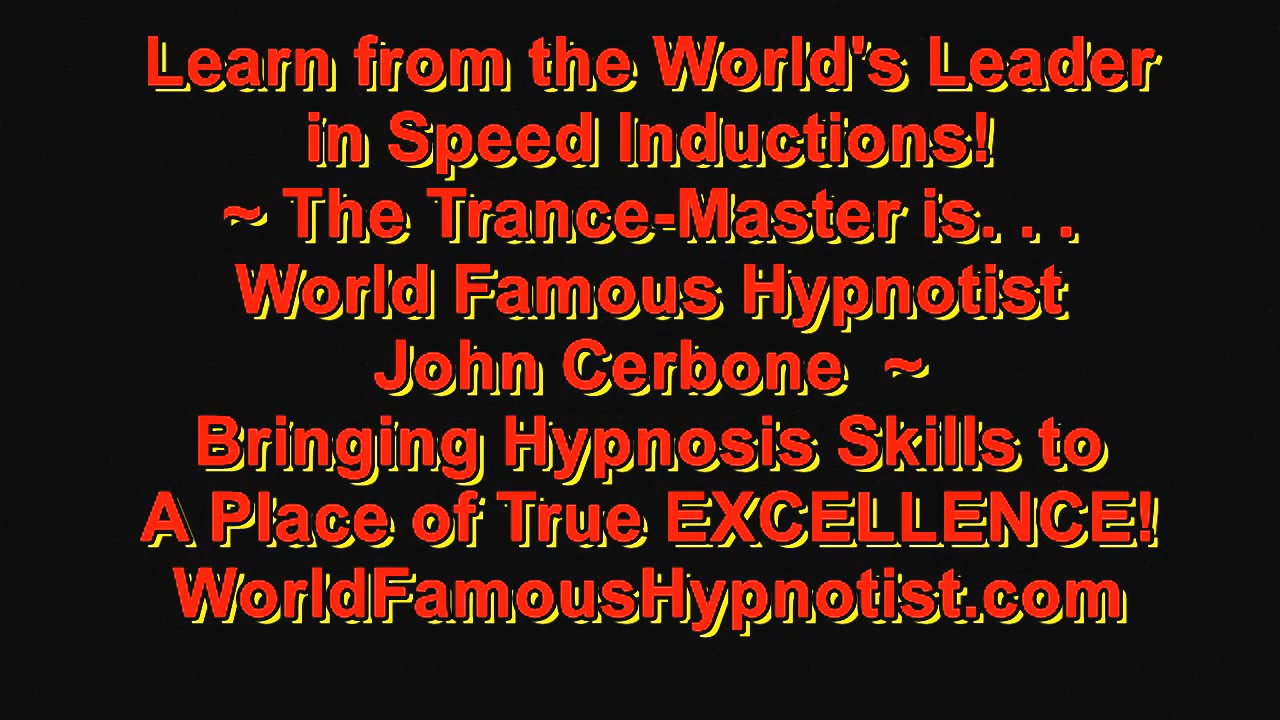 Learn from the World's Leader
in Speed Inductions!
~ The Trance-Master is. . .
World Famous Hypnotist
John Cerbone ~
Bringing Hypnosis Skills to
A Place of True EXCELLENCE!
WorldFamousHypnotist.com